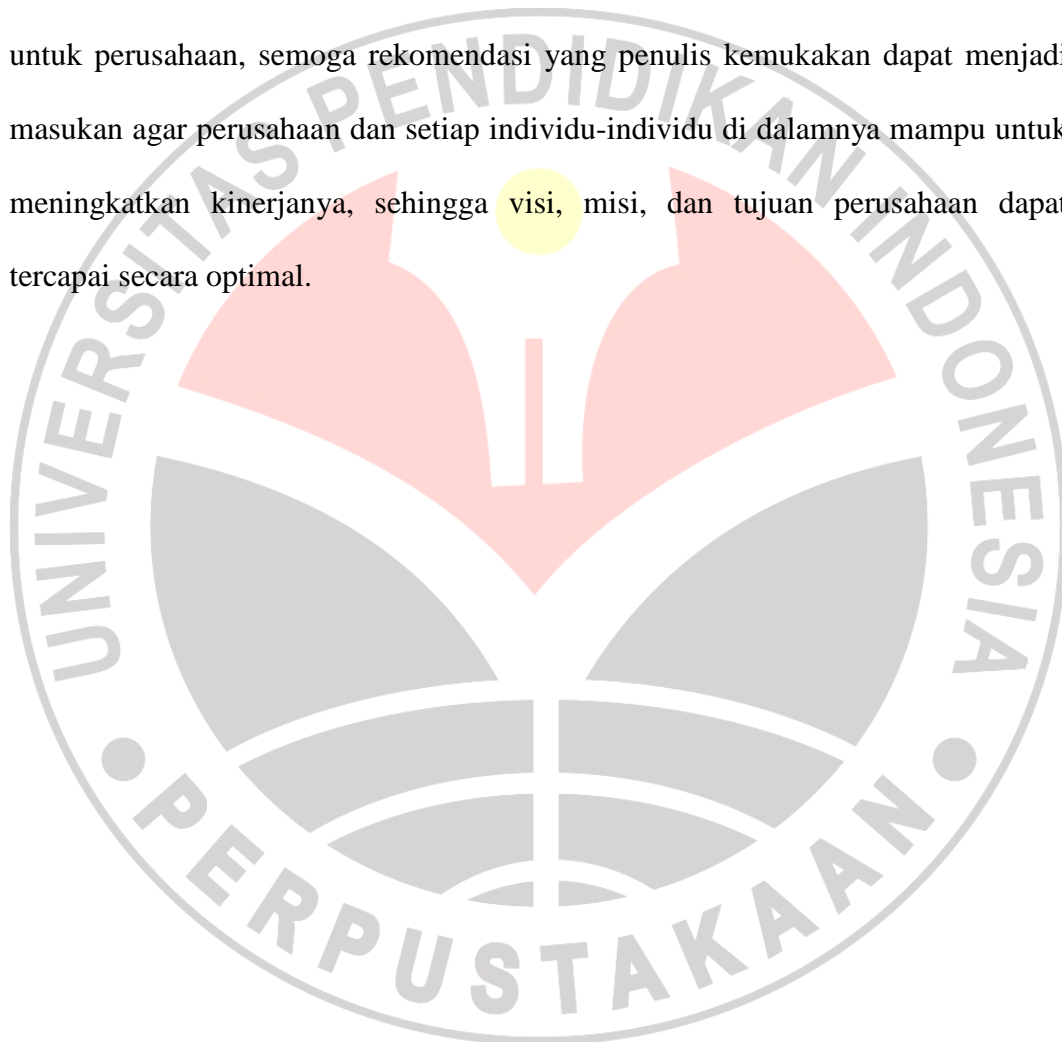 untuk perusahaan, semoga rekomendasi yang penulis kemukakan dapat menjadi
masukan agar perusahaan dan setiap individu-individu di dalamnya mampu untuk
meningkatkan kinerjanya, sehingga visi, misi, dan tujuan perusahaan dapat
tercapai secara optimal.
UNIVERSITAS PENDIDIKAN INDONESIA
PERPUSTAKAAN